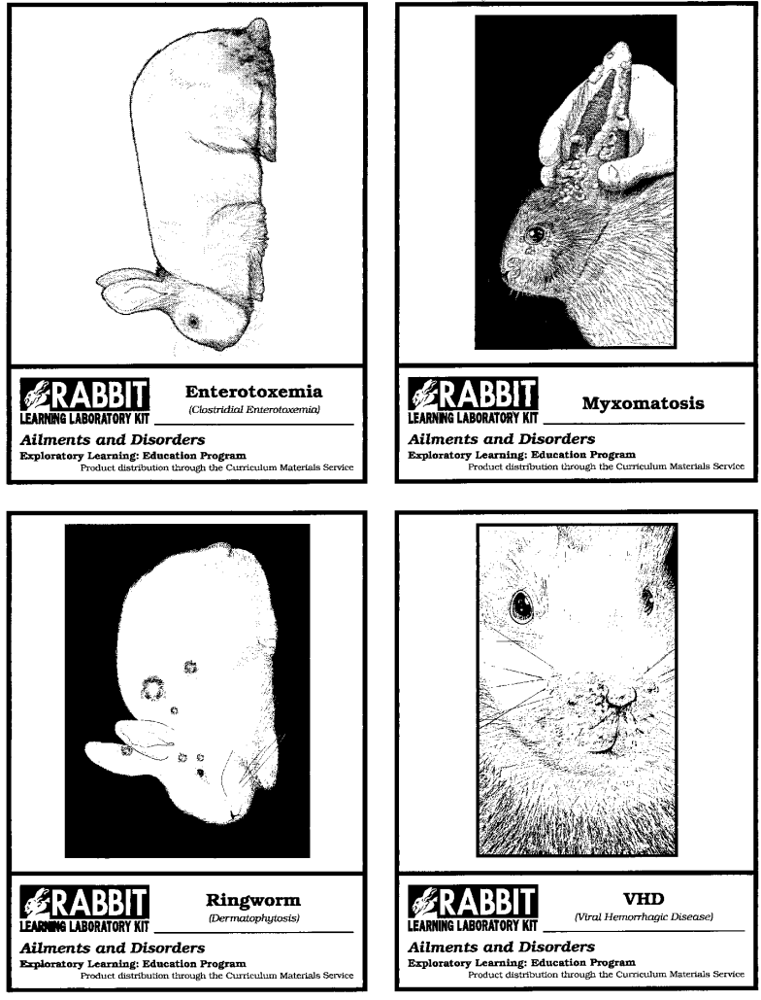 RABBIT
LEARNING LABORATORY KIT
Enterotoxemia
(Clostridial Enterotoxemia)
Ailments and Disorders
Exploratory Learning: Education Program
Product distribution through the Curriculum Materials Service
RABBIT
LEARNING LABORATORY KIT
Myxomatosis
Ailments and Disorders
Exploratory Learning: Education Program
Product distribution through the Curriculum Materials Service
RABBIT
LEARNING LABORATORY KIT
Ringworm
(Dermatophytosis)
Ailments and Disorders
Exploratory Learning: Education Program
Product distribution through the Curriculum Materials Service
RABBIT
LEARNING LABORATORY KIT
VHD
(Viral Hemorrhagic Disease)
Ailments and Disorders
Exploratory Learning: Education Program
Product distribution through the Curriculum Materials Service